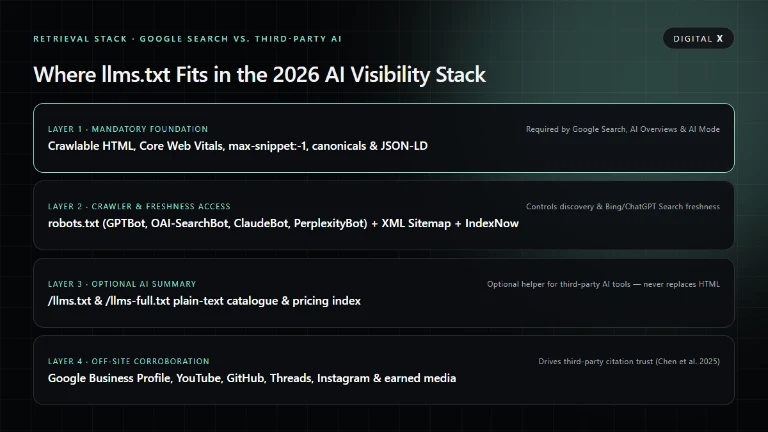 RETRIEVAL STACK · GOOGLE SEARCH VS. THIRD-PARTY AI
DIGITAL X
Where llms.txt Fits in the 2026 AI Visibility Stack
LAYER 1 · MANDATORY FOUNDATION
Required by Google Search, AI Overviews & AI Mode
Crawlable HTML, Core Web Vitals, max-snippet:-1, canonicals & JSON-LD
LAYER 2 · CRAWLER & FRESHNESS ACCESS
Controls discovery & Bing/ChatGPT Search freshness
robots.txt (GPTBot, OAI-SearchBot, ClaudeBot, PerplexityBot) + XML Sitemap + IndexNow
LAYER 3 · OPTIONAL AI SUMMARY
Optional helper for third-party AI tools — never replaces HTML
/llms.txt & /llms-full.txt plain-text catalogue & pricing index
LAYER 4 · OFF-SITE CORROBORATION
Drives third-party citation trust (Chen et al. 2025)
Google Business Profile, YouTube, GitHub, Threads, Instagram & earned media